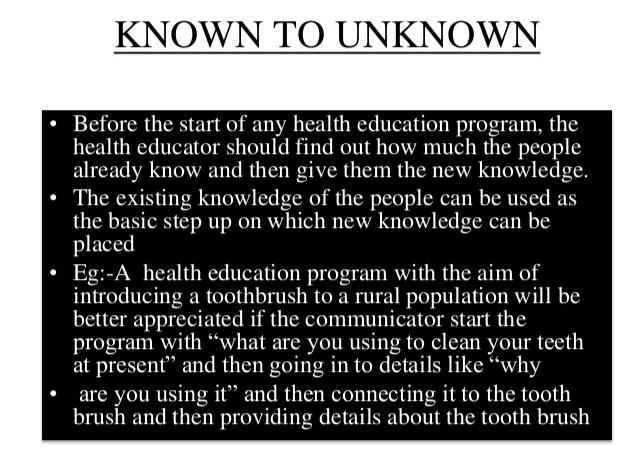 KNOWN TO UNKNOWN
• Before the start of any health education program, the
health educator should find out how much the people
already know and then give them the new knowledge.
• The existing knowledge of the people can be used as
the basic step up on which new knowledge can be
placed
• Eg:-A health education program with the aim of
introducing a toothbrush to a rural population will be
better appreciated if the communicator start the
program with “what are you using to clean your teeth
at present” and then going in to details like “why
• are you using it” and then connecting it to the tooth
brush and then providing details about the tooth brush